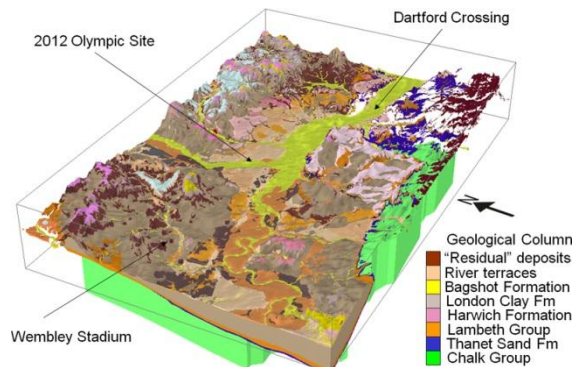 Dartford Crossing
2012 Olympic Site
N
Geological Column
"Residual" deposits
River terraces
Bagshot Formation
London Clay Fm
Harwich Formation
Lambeth Group
Thanet Sand Fm
Chalk Group
Wembley Stadium